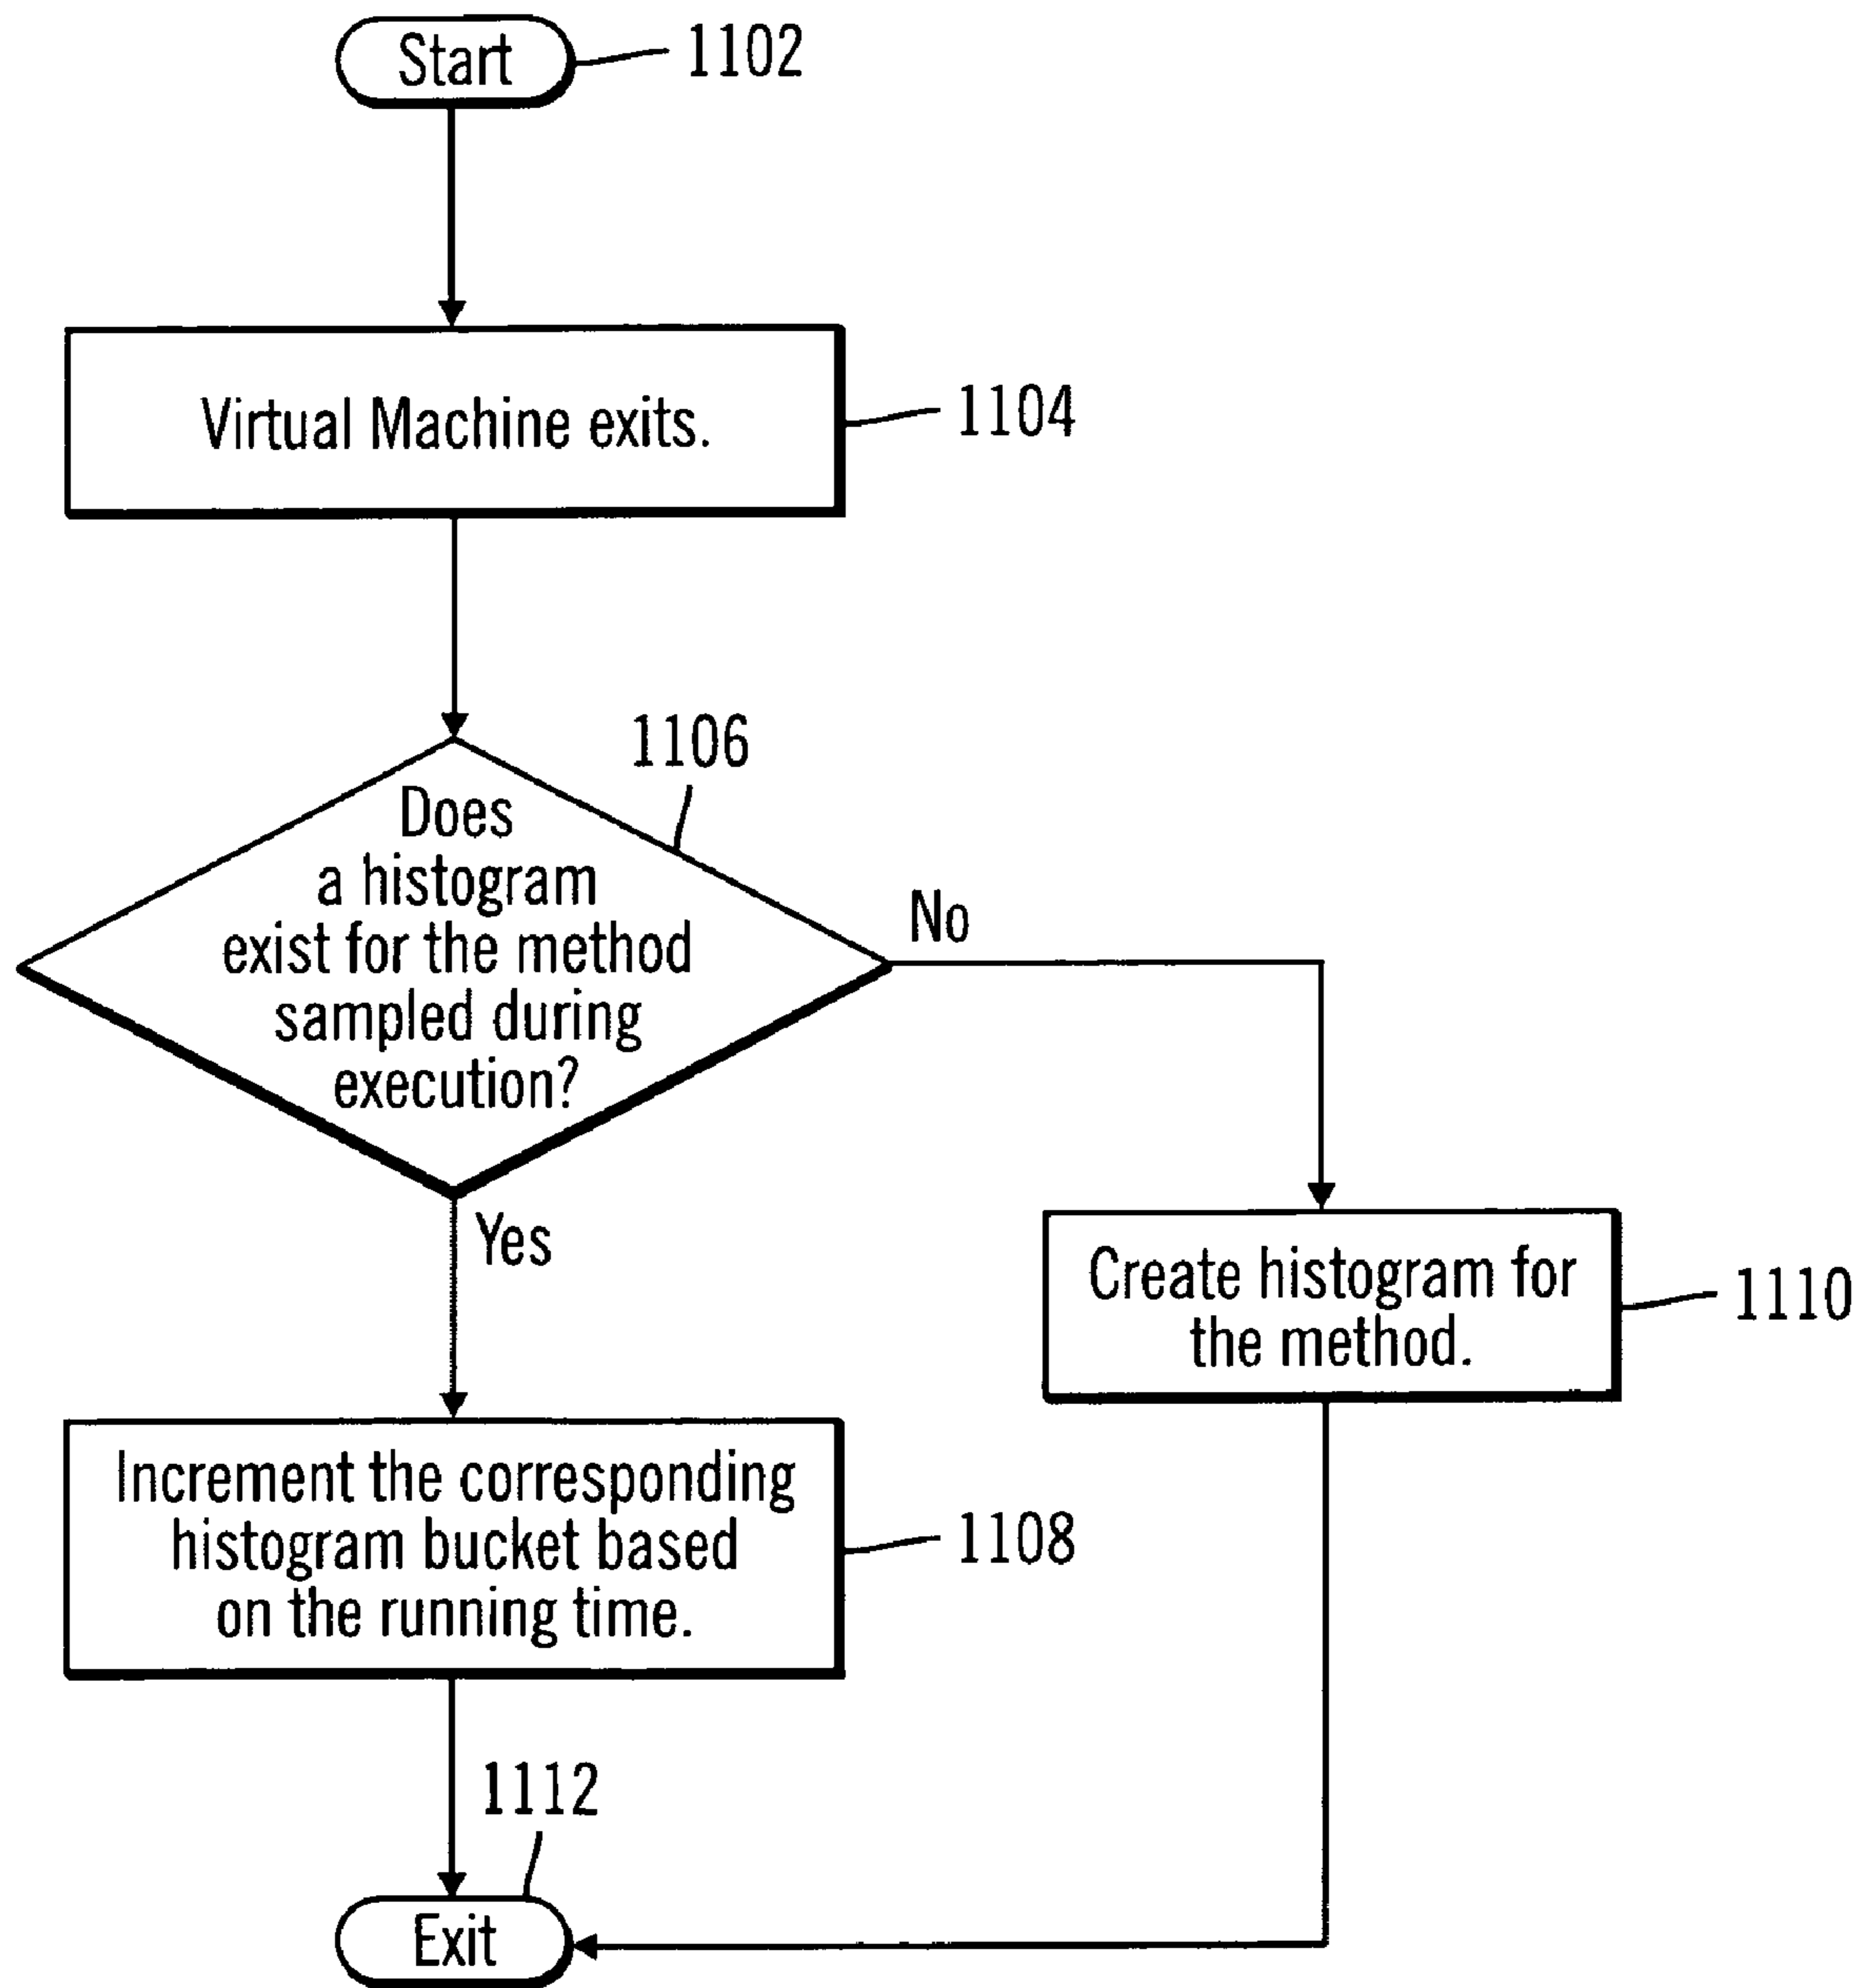 Start
1102
Virtual Machine exits.
1104
1106
Does
a histogram
exist for the method
sampled during
execution?
No
Yes
Create histogram for
the method.
1110
Increment the corresponding
histogram bucket based
on the running time.
1108
1112
Exit